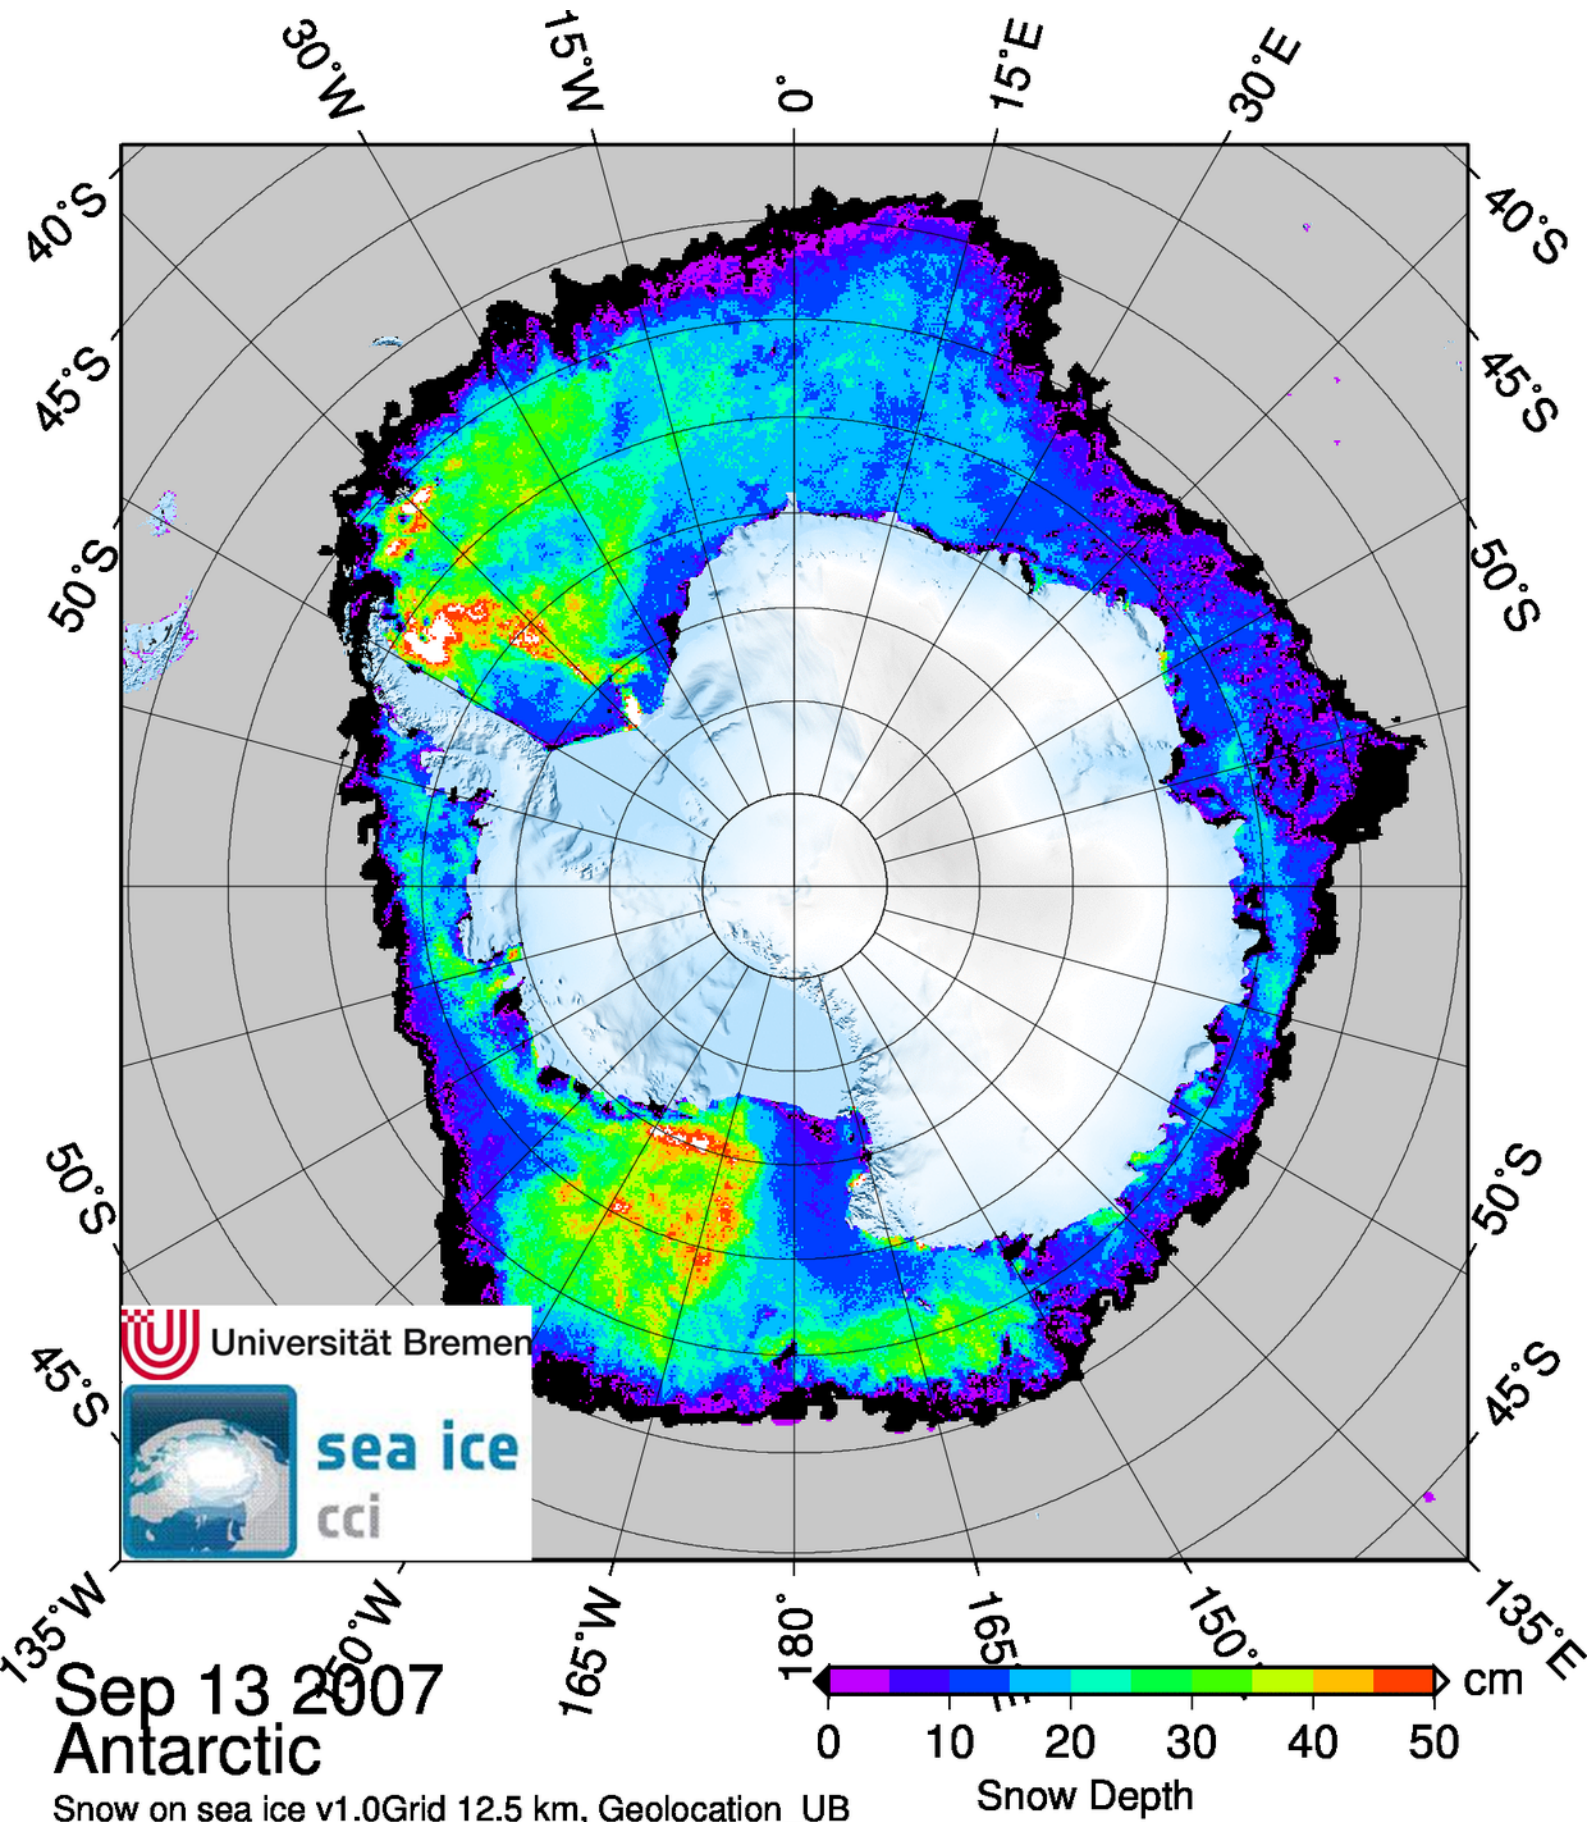 30°W 15°W 0° 15°E 30°E
40°S 40°S
45°S 45°S
50°S 50°S
50°S 50°S
45°S 45°S
Universität Bremen
sea ice
cci
135°W 165°W 180° 165°E 150° 135°E
Sep 13 2007
Antarctic
Snow on sea ice v1.0Grid 12.5 km, Geolocation UB
cm
0 10 20 30 40 50
Snow Depth